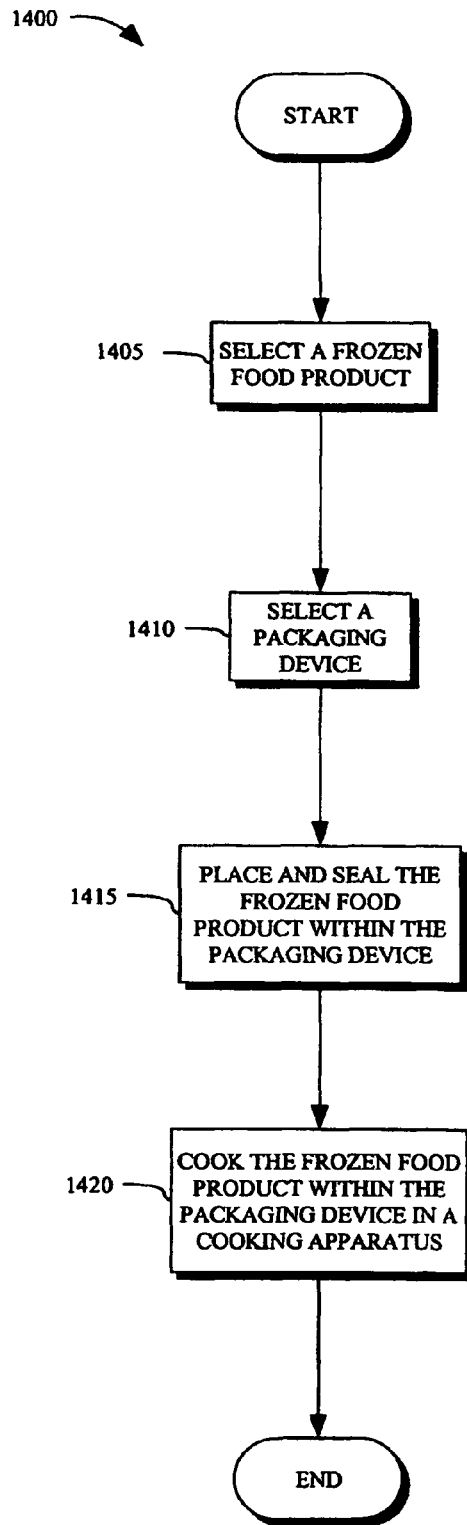 1400
START
1405
SELECT A FROZEN
FOOD PRODUCT
1410
SELECT A
PACKAGING
DEVICE
1415
PLACE AND SEAL THE
FROZEN FOOD
PRODUCT WITHIN THE
PACKAGING DEVICE
1420
COOK THE FROZEN FOOD
PRODUCT WITHIN THE
PACKAGING DEVICE IN A
COOKING APPARATUS
END